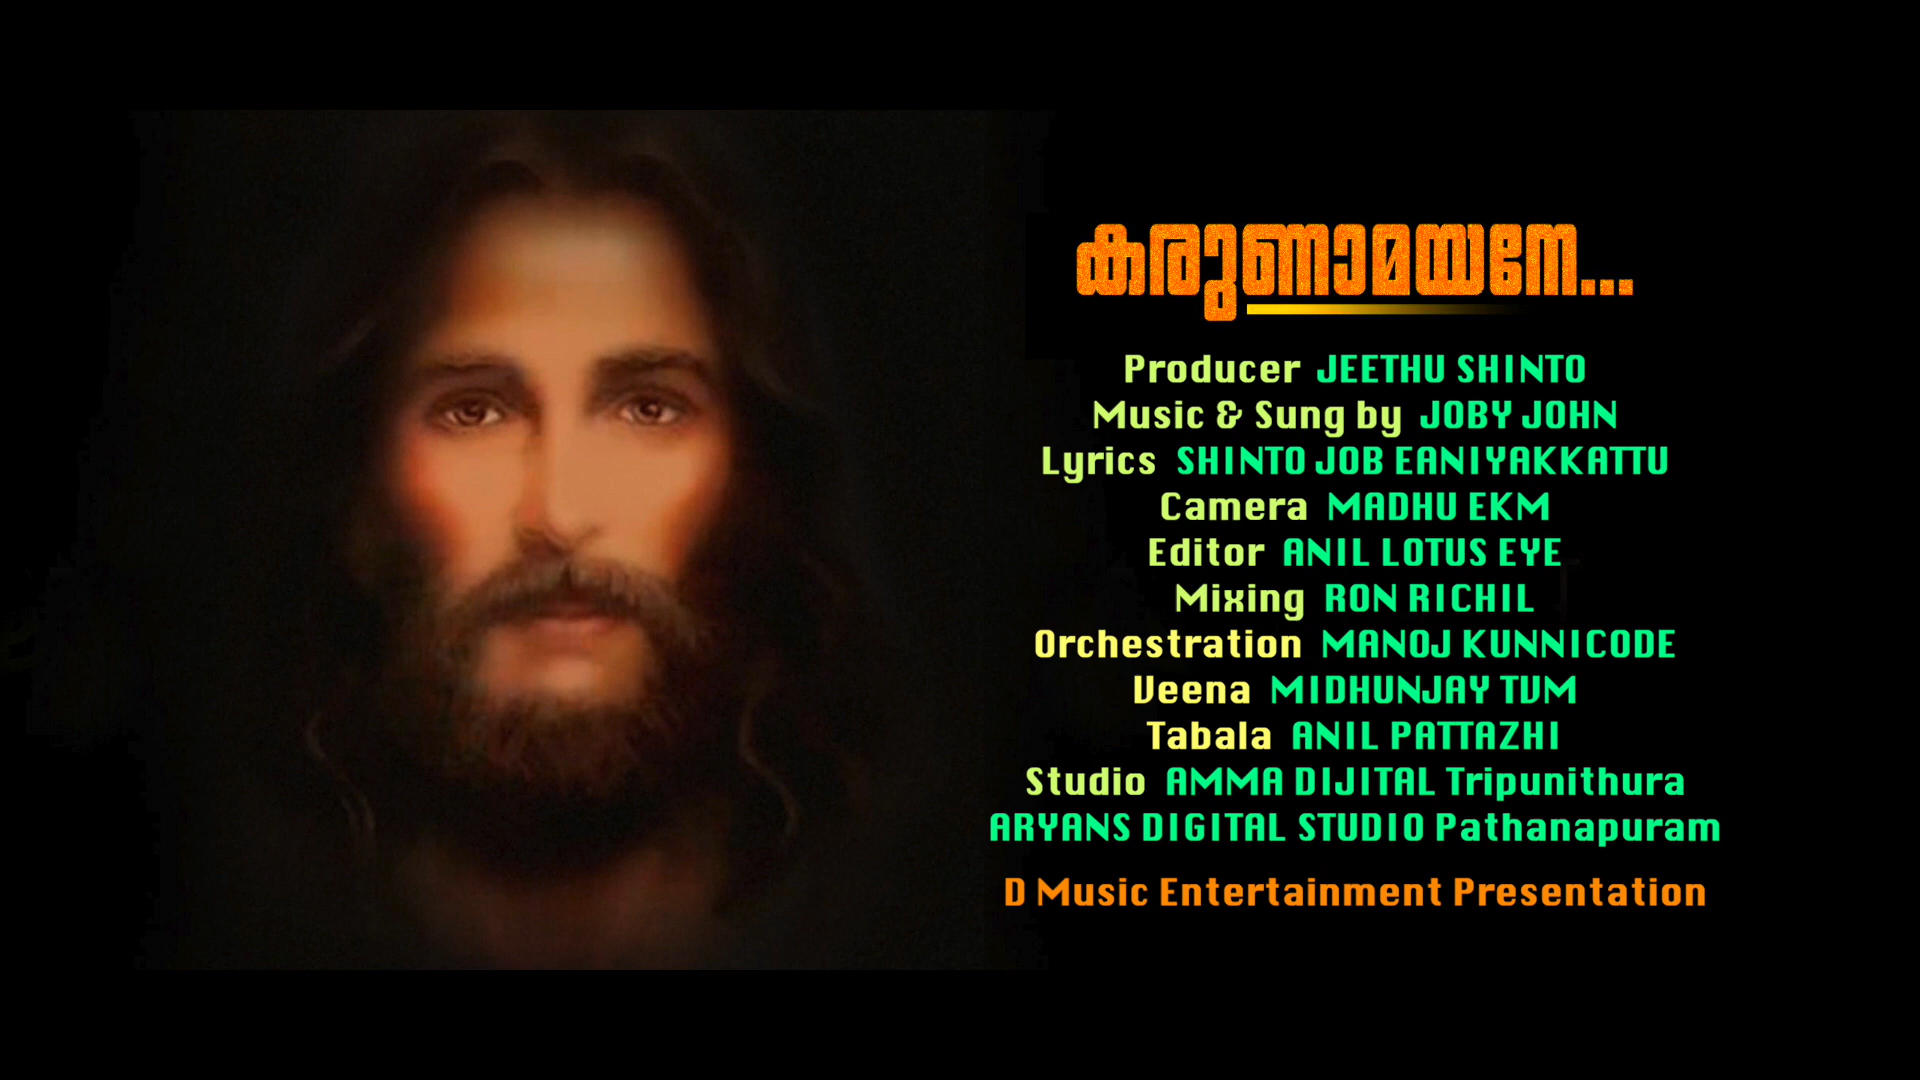 കരുണാമയനേ...
Producer JEETHU SHINTO
Music & Sung by JOBY JOHN
Lyrics SHINTO JOB EANIYAKKATTU
Camera MADHU EKM
Editor ANIL LOTUS EYE
Mixing RON RICHIL
Orchestration MANOJ KUNNICODE
Veena MIDHUNJAY TVM
Tabala ANIL PATTAZHI
Studio AMMA DIJITAL Tripunithura
ARYANS DIGITAL STUDIO Pathanapuram
D Music Entertainment Presentation